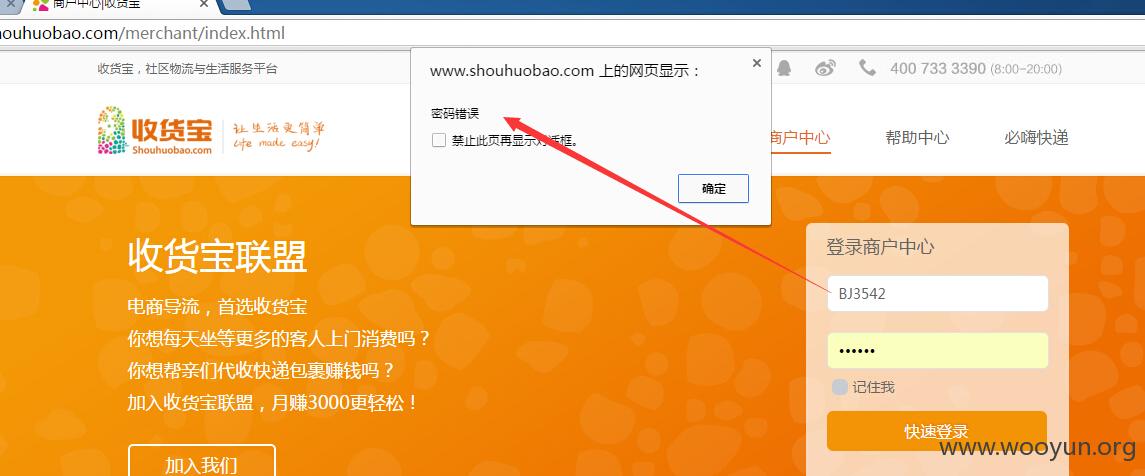 商户中心|收货宝
houhuobao.com/merchant/index.html
收货宝，社区物流与生活服务平台
400 733 3390 (8:00~20:00)
www.shouhuobao.com 上的网页显示：
密码错误
禁止此页再显示对话框。
确定
收货宝
Shouhuobao.com
让生活更简单
life made easy!
商户中心
帮助中心
必嗨快递
收货宝联盟
电商导流，首选收货宝
你想每天坐等更多的客人上门消费吗？
你想帮亲们代收快递包裹赚钱吗？
加入收货宝联盟，月赚3000更轻松！
加入我们
登录商户中心
BJ3542
••••••
记住我
快速登录
www.wooyun.org